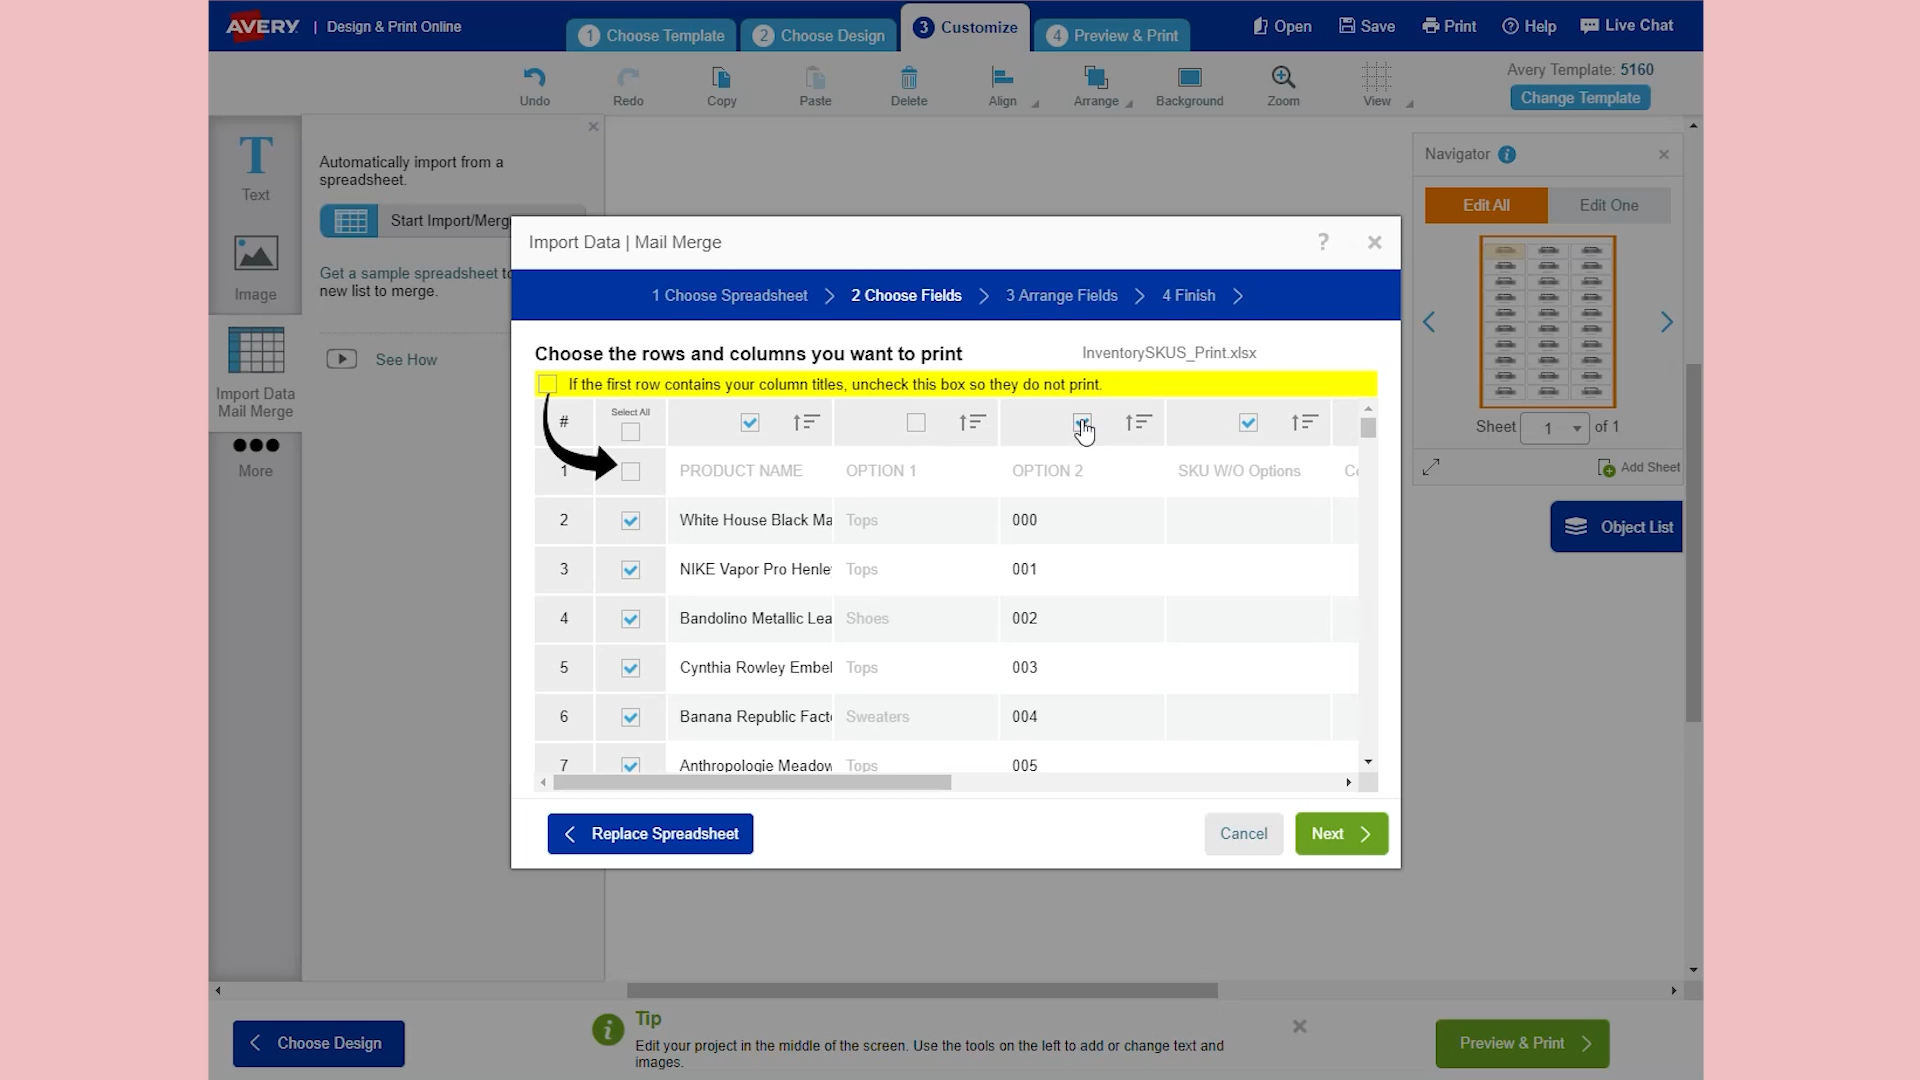 AVERY | Design & Print Online
1 Choose Template
2 Choose Design
3 Customize
4 Preview & Print
Open
Save
Print
? Help
Live Chat
Undo
Redo
Copy
Paste
Delete
Align
Arrange
Background
Zoom
View
Avery Template: 5160
Change Template
Text
Image
Import Data
Mail Merge
More
Automatically import from a
spreadsheet.
Start Import/Merg
Get a sample spreadsheet to
new list to merge.
See How
Import Data | Mail Merge
?
1 Choose Spreadsheet
2 Choose Fields
3 Arrange Fields
4 Finish
Choose the rows and columns you want to print
InventorySKUS_Print.xlsx
If the first row contains your column titles, uncheck this box so they do not print.
# Select All
1 PRODUCT NAME OPTION 1 OPTION 2 SKU W/O Options
2 White House Black Ma Tops 000
3 NIKE Vapor Pro Henle Tops 001
4 Bandolino Metallic Lea Shoes 002
5 Cynthia Rowley Embel Tops 003
6 Banana Republic Fact Sweaters 004
7 Anthropologie Meadow Tops 005
Replace Spreadsheet
Cancel
Next
Navigator i
Edit All
Edit One
Sheet 1 of 1
Add Sheet
Object List
Choose Design
i
Tip
Edit your project in the middle of the screen. Use the tools on the left to add or change text and
images.
Preview & Print